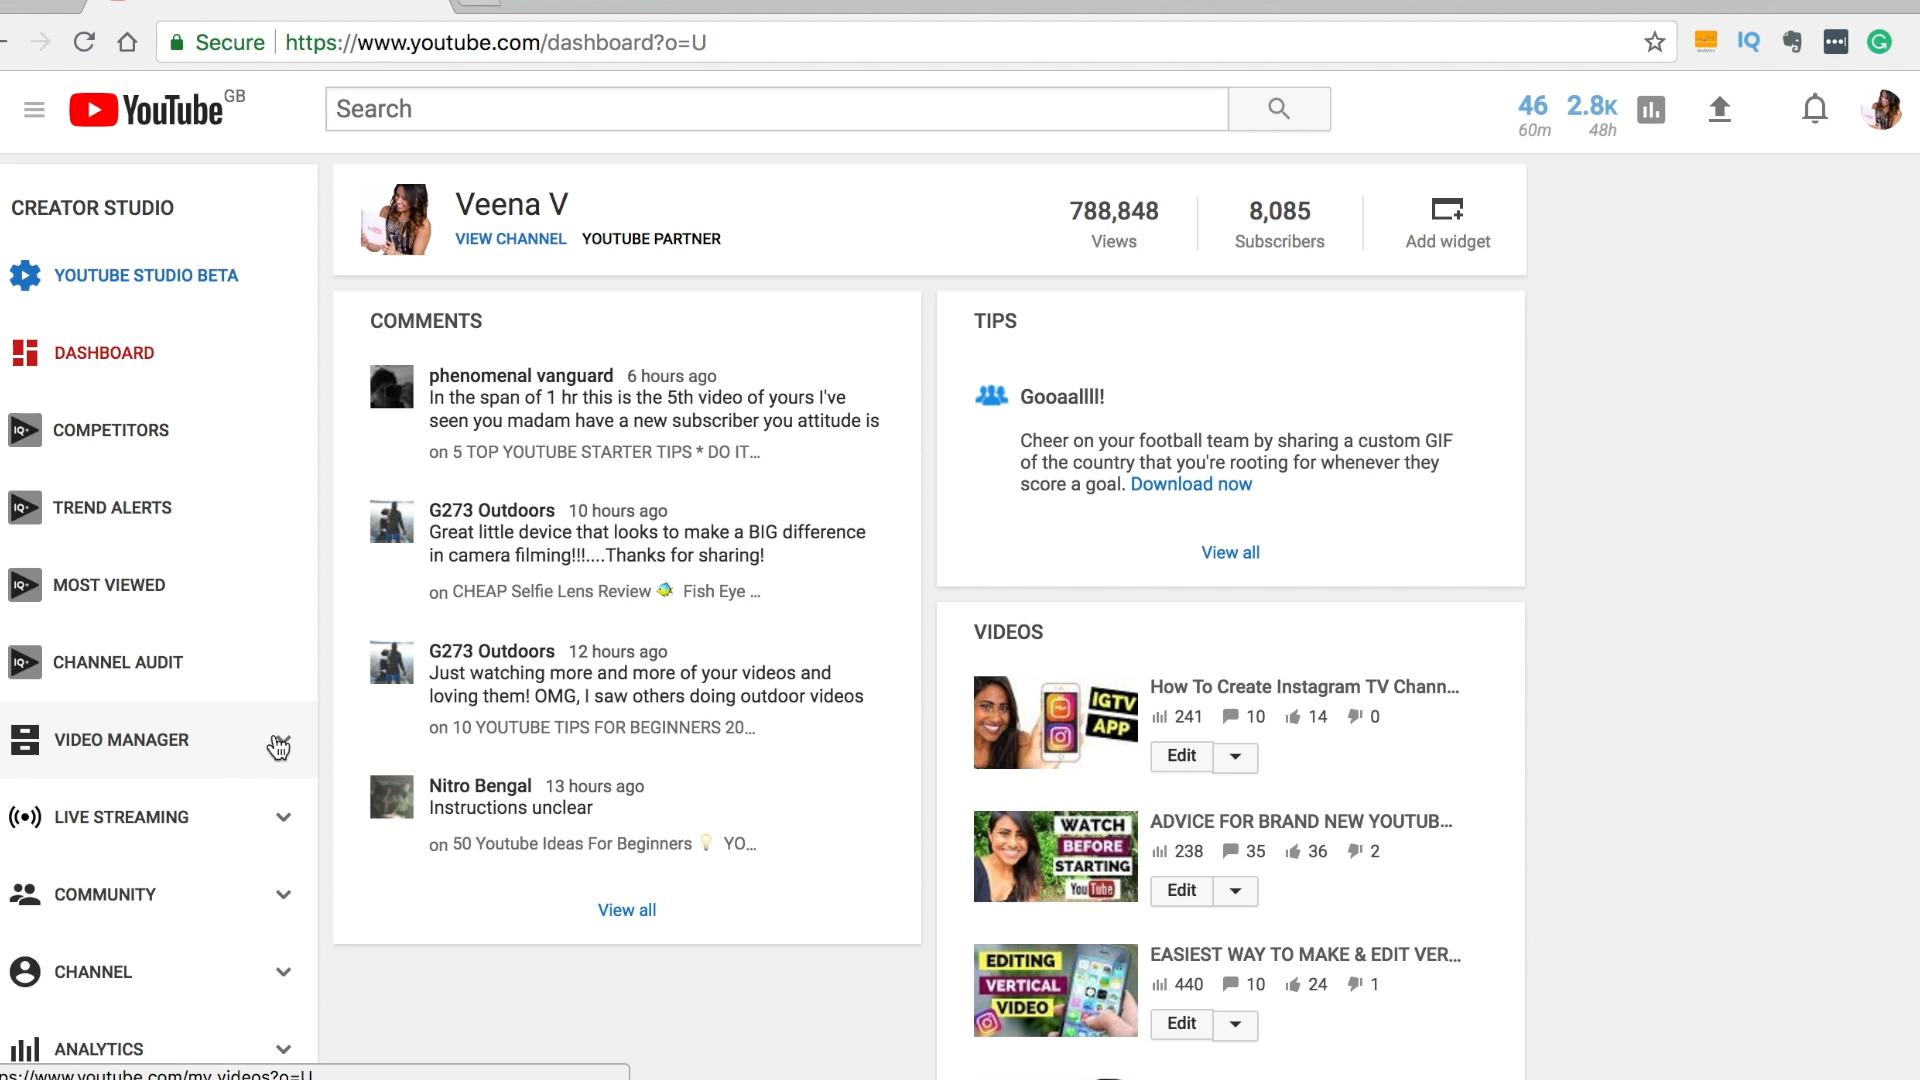 Secure https://www.youtube.com/dashboard?o=U
IQ
YouTube GB
Search
46 2.8K
60m 48h
CREATOR STUDIO
YOUTUBE STUDIO BETA
DASHBOARD
IQ COMPETITORS
IQ TREND ALERTS
IQ MOST VIEWED
IQ CHANNEL AUDIT
VIDEO MANAGER
LIVE STREAMING
COMMUNITY
CHANNEL
ANALYTICS
ps://www.youtube.com/my_videos?o=U
Veena V
VIEW CHANNEL YOUTUBE PARTNER
788,848
Views
8,085
Subscribers
Add widget
COMMENTS
phenomenal vanguard 6 hours ago
In the span of 1 hr this is the 5th video of yours I've
seen you madam have a new subscriber you attitude is
on 5 TOP YOUTUBE STARTER TIPS * DO IT...
G273 Outdoors 10 hours ago
Great little device that looks to make a BIG difference
in camera filming!!!....Thanks for sharing!
on CHEAP Selfie Lens Review 🐠 Fish Eye ...
G273 Outdoors 12 hours ago
Just watching more and more of your videos and
loving them! OMG, I saw others doing outdoor videos
on 10 YOUTUBE TIPS FOR BEGINNERS 20...
Nitro Bengal 13 hours ago
Instructions unclear
on 50 Youtube Ideas For Beginners 💡 YO...
View all
TIPS
Gooaallll!
Cheer on your football team by sharing a custom GIF
of the country that you're rooting for whenever they
score a goal. Download now
View all
VIDEOS
IGTV
APP
How To Create Instagram TV Chann...
241 10 14 0
Edit
WATCH
BEFORE
STARTING
YouTube
ADVICE FOR BRAND NEW YOUTUB...
238 35 36 2
Edit
EDITING
VERTICAL
VIDEO
EASIEST WAY TO MAKE & EDIT VER...
440 10 24 1
Edit